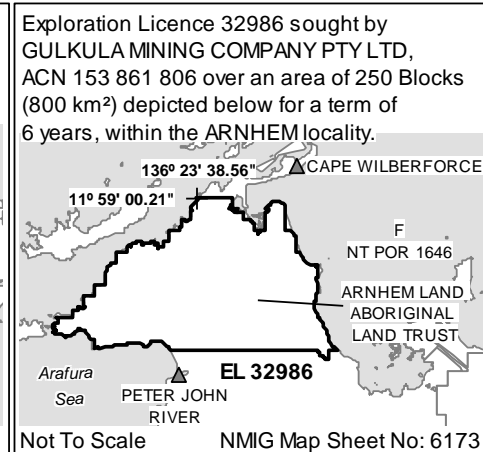 Exploration Licence 32986 sought by
GULKULA MINING COMPANY PTY LTD,
ACN 153 861 806 over an area of 250 Blocks
(800 km²) depicted below for a term of
6 years, within the ARNHEM locality.
136º 23' 38.56"
CAPE WILBERFORCE
11º 59' 00.21"
F
NT POR 1646
ARNHEM LAND
ABORIGINAL
LAND TRUST
EL 32986
Arafura
Sea
PETER JOHN
RIVER
Not To Scale
NMIG Map Sheet No: 6173